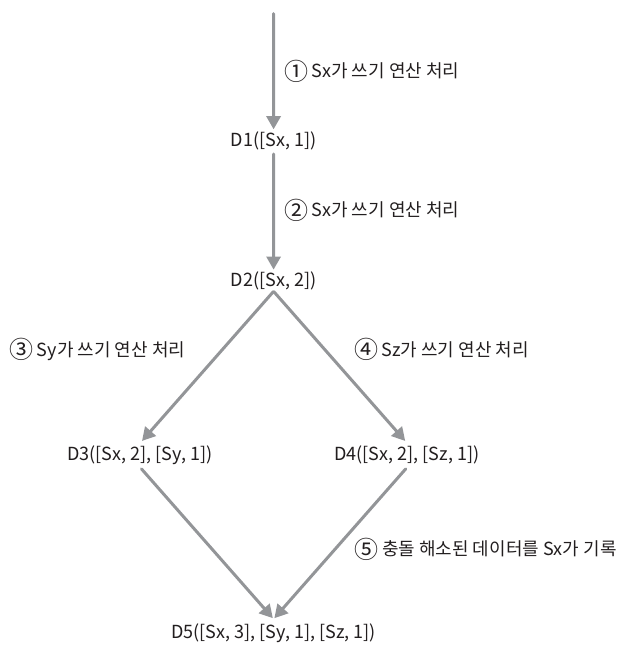 ① Sx가 쓰기 연산 처리
D1([Sx, 1])
② Sx가 쓰기 연산 처리
D2([Sx, 2])
③ Sy가 쓰기 연산 처리
④ Sz가 쓰기 연산 처리
D3([Sx, 2], [Sy, 1])
D4([Sx, 2], [Sz, 1])
⑤ 충돌 해소된 데이터를 Sx가 기록
D5([Sx, 3], [Sy, 1], [Sz, 1])